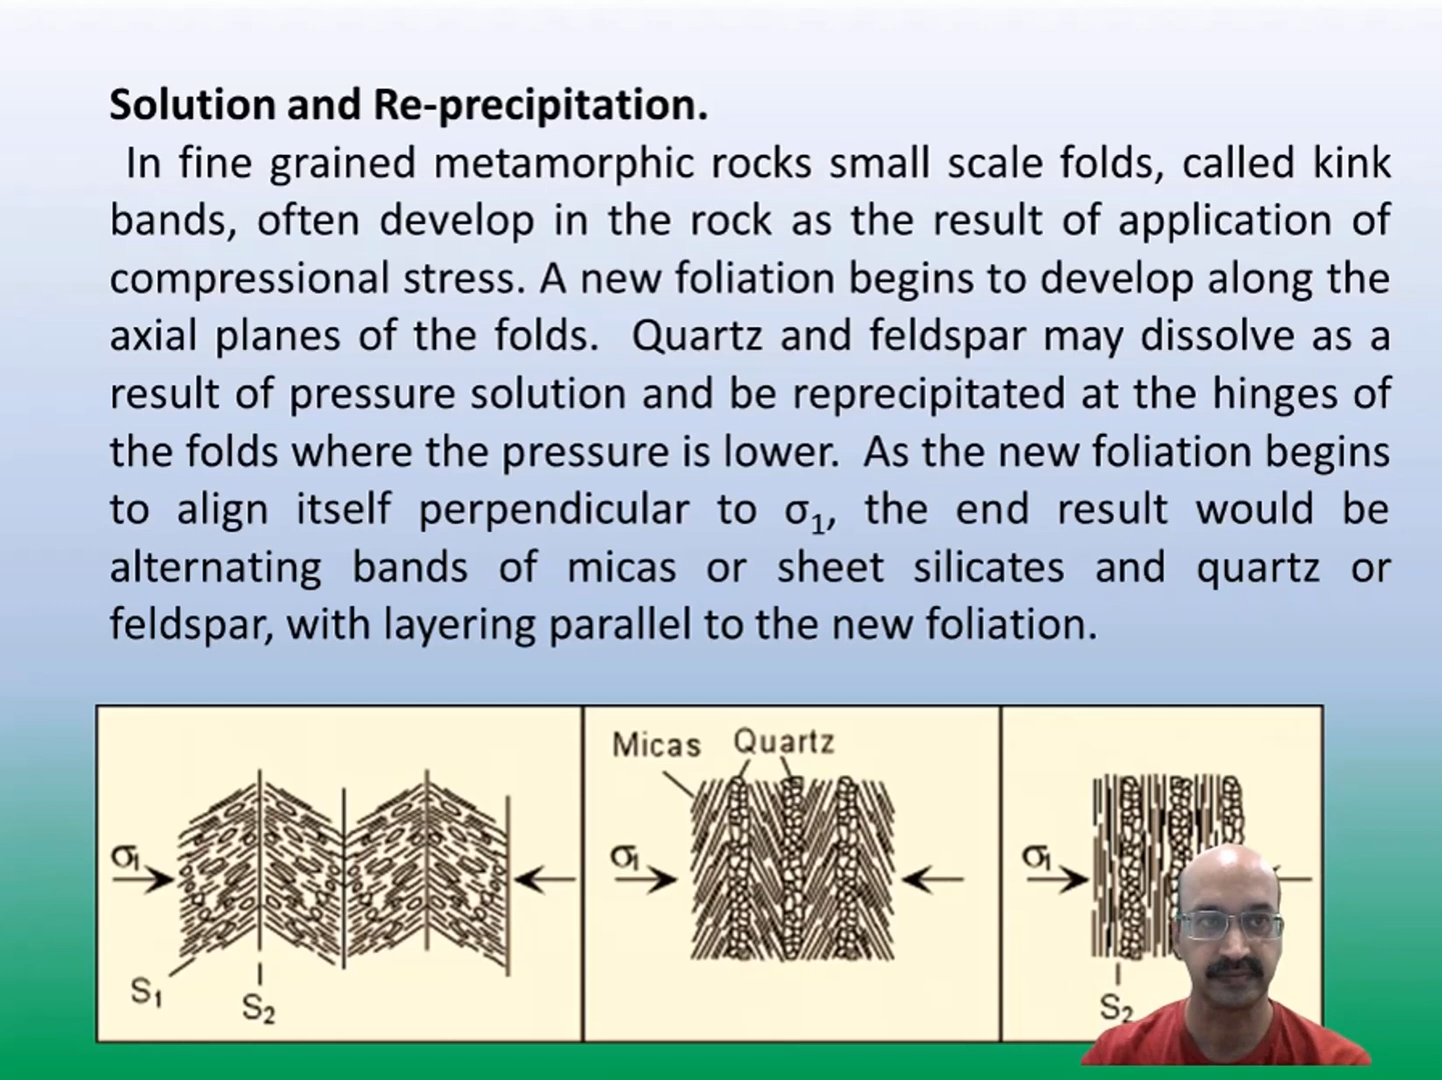 Solution and Re-precipitation.
In fine grained metamorphic rocks small scale folds, called kink
bands, often develop in the rock as the result of application of
compressional stress. A new foliation begins to develop along the
axial planes of the folds. Quartz and feldspar may dissolve as a
result of pressure solution and be reprecipitated at the hinges of
the folds where the pressure is lower. As the new foliation begins
to align itself perpendicular to σ₁, the end result would be
alternating bands of micas or sheet silicates and quartz or
feldspar, with layering parallel to the new foliation.
Micas Quartz
σ₁ σ₁ σ₁
S₁
S₂ S₂